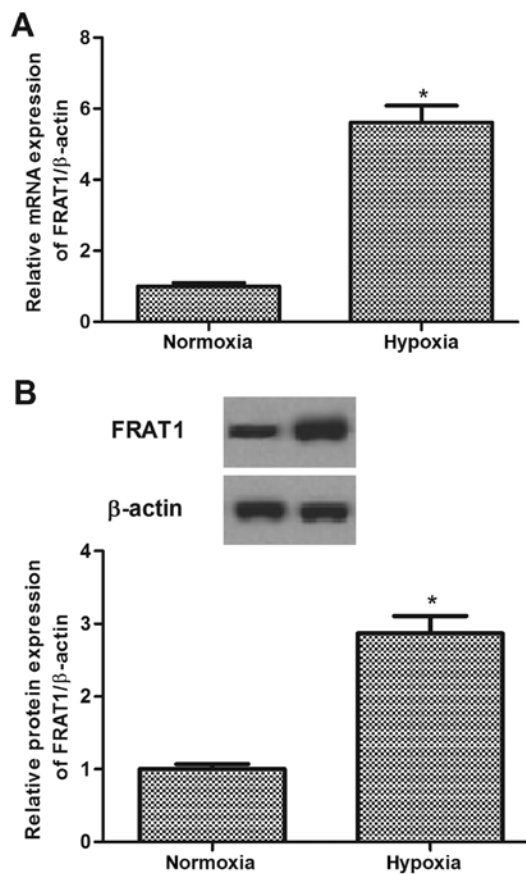 A
Relative mRNA expression
of FRAT1/β-actin
8
6
4
2
0
*
Normoxia
Hypoxia
B
FRAT1
β-actin
Relative protein expression
of FRAT1/β-actin
4
3
2
1
0
*
Normoxia
Hypoxia